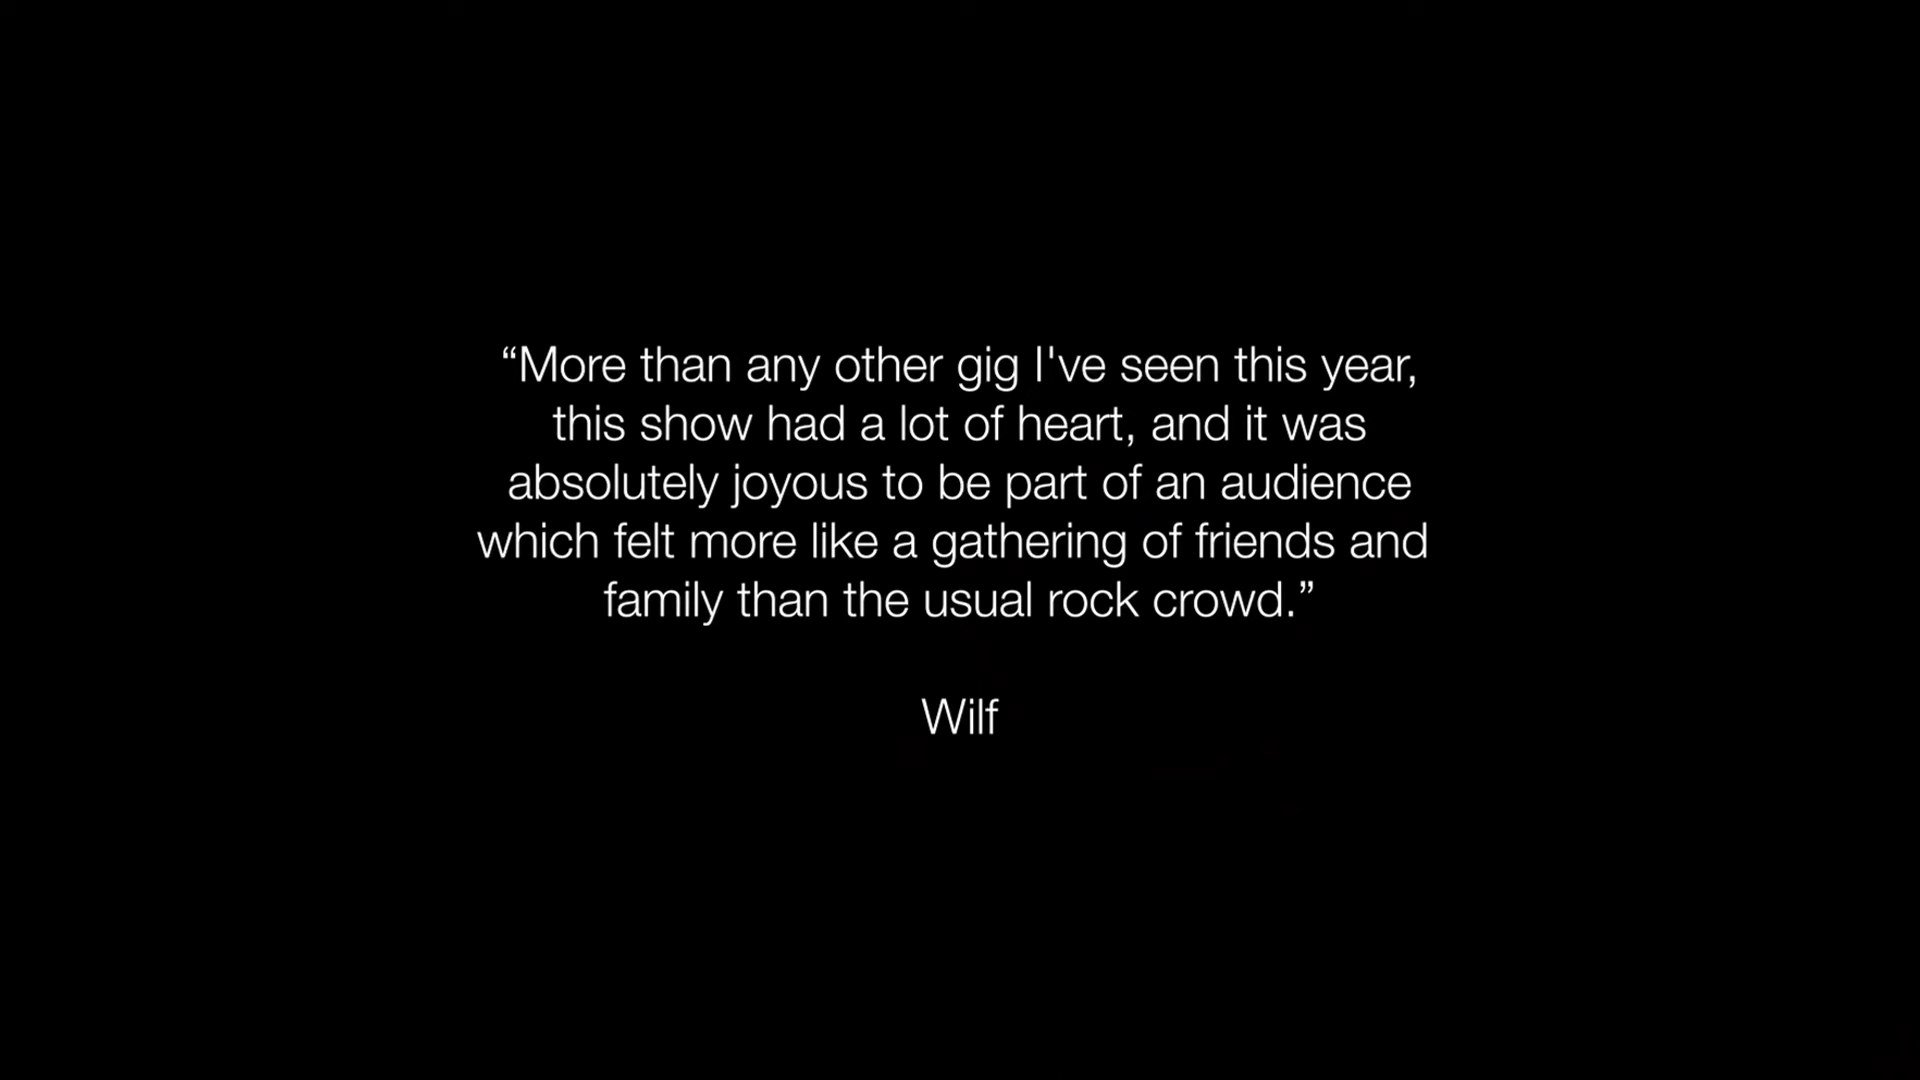 “More than any other gig I've seen this year,
this show had a lot of heart, and it was
absolutely joyous to be part of an audience
which felt more like a gathering of friends and
family than the usual rock crowd.”
Wilf